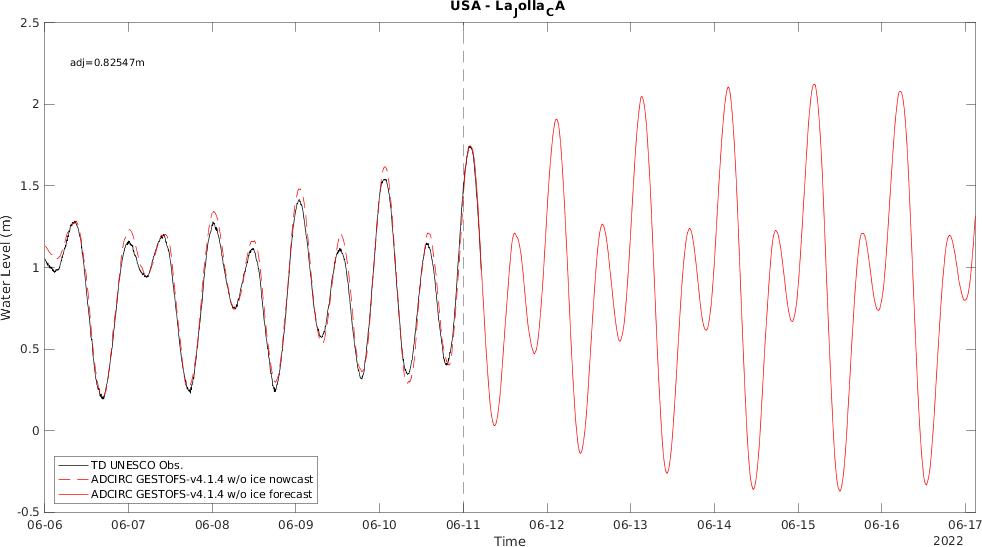 USA - LaJollaCA
2.5
adj=0.82547m
2
1.5
1
0.5
0
-0.5
Water Level (m)
TD UNESCO Obs.
ADCIRC GESTOFS-v4.1.4 w/o ice nowcast
ADCIRC GESTOFS-v4.1.4 w/o ice forecast
06-06 06-07 06-08 06-09 06-10 06-11 06-12 06-13 06-14 06-15 06-16 06-17
Time
2022